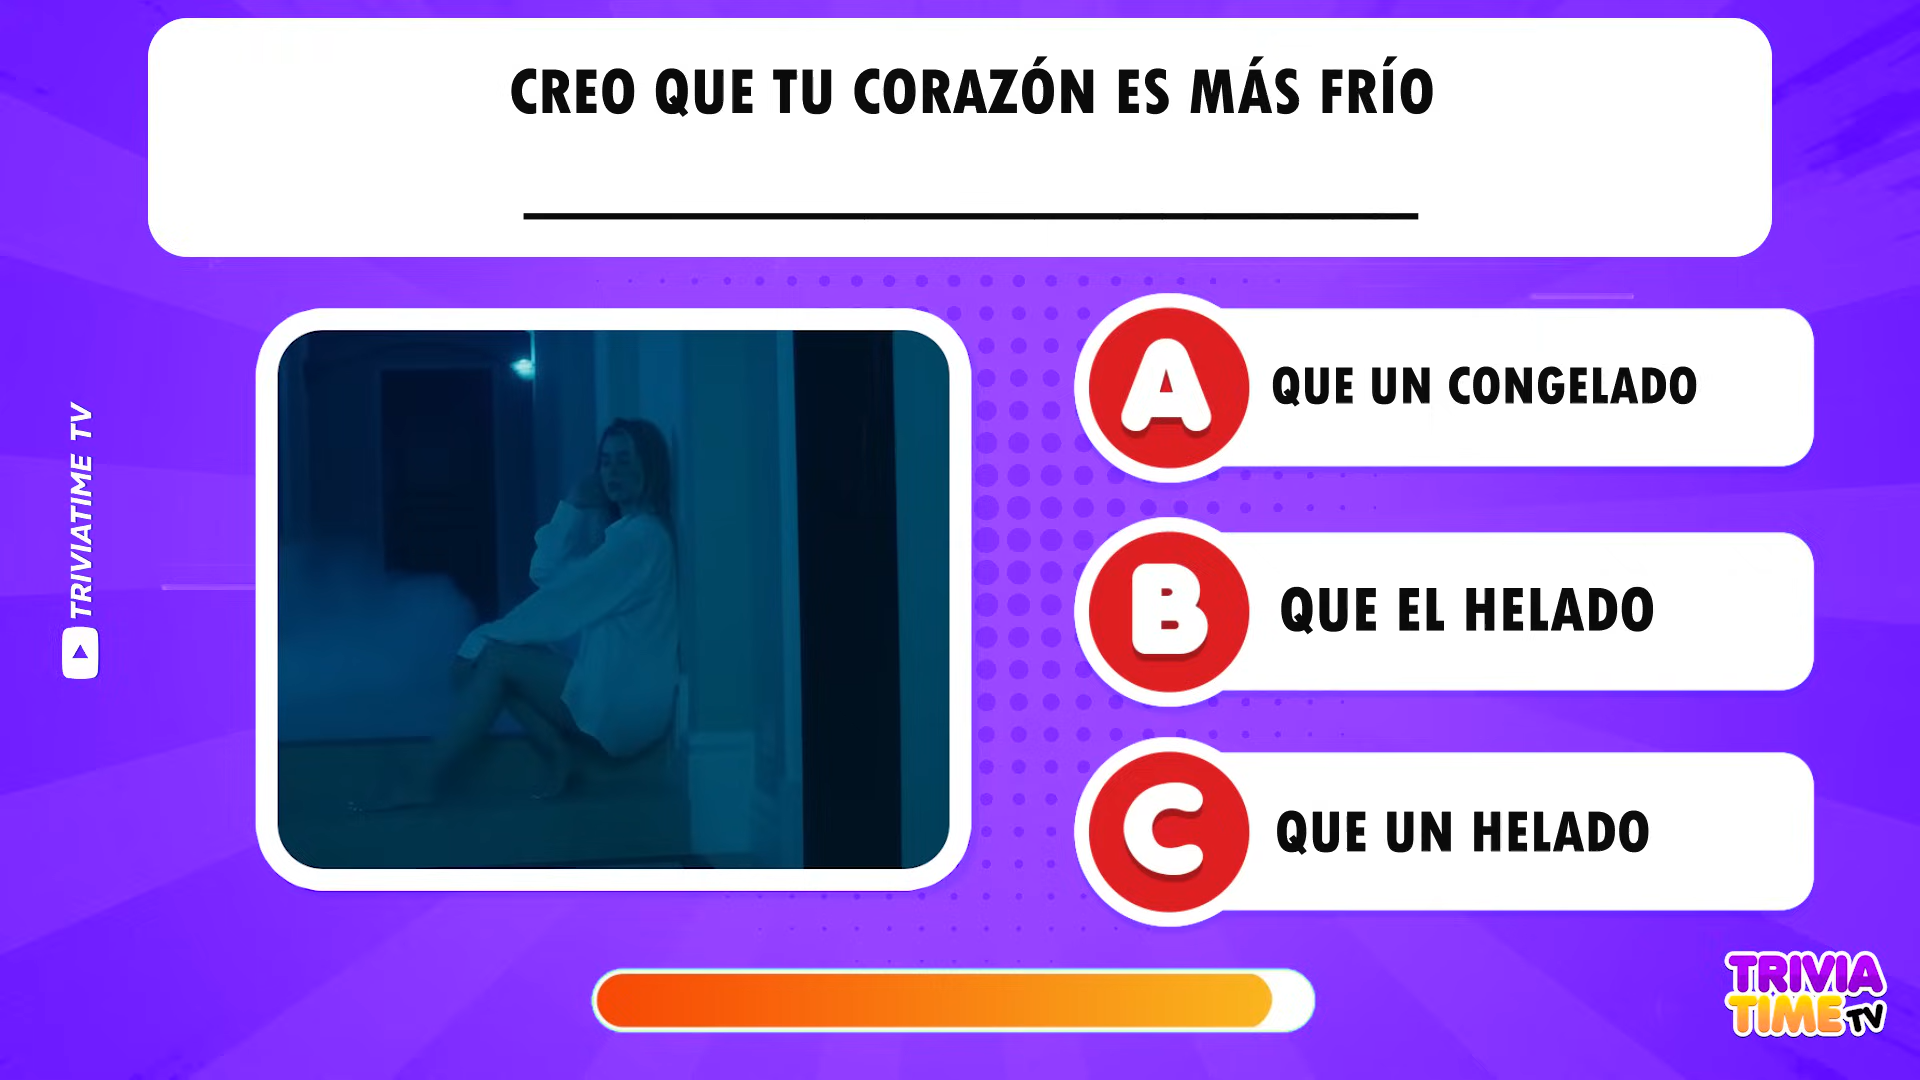 CREO QUE TU CORAZÓN ES MÁS FRÍO
A QUE UN CONGELADO
B QUE EL HELADO
C QUE UN HELADO
TRIVIATIME TV
TRIVIA
TIME TV